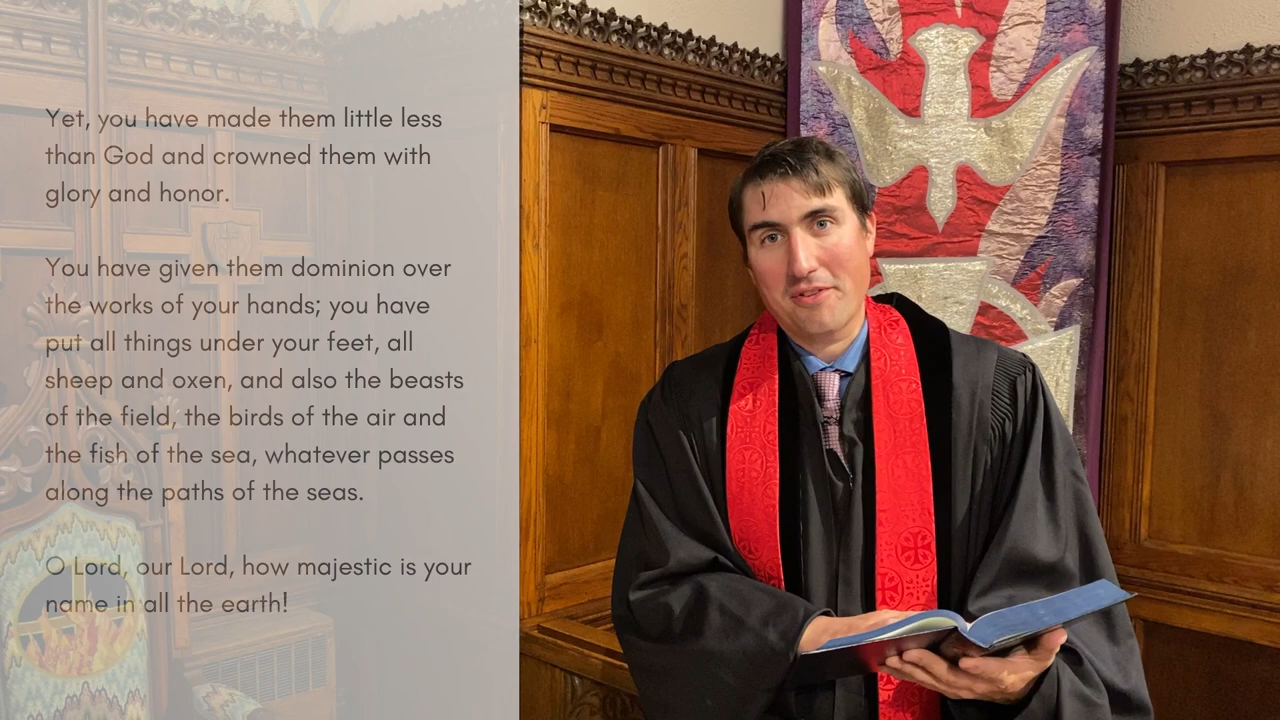 Yet, you have made them little less
than God and crowned them with
glory and honor.
You have given them dominion over
the works of your hands; you have
put all things under your feet, all
sheep and oxen, and also the beasts
of the field, the birds of the air and
the fish of the sea, whatever passes
along the paths of the seas.
O Lord, our Lord, how majestic is your
name in all the earth!